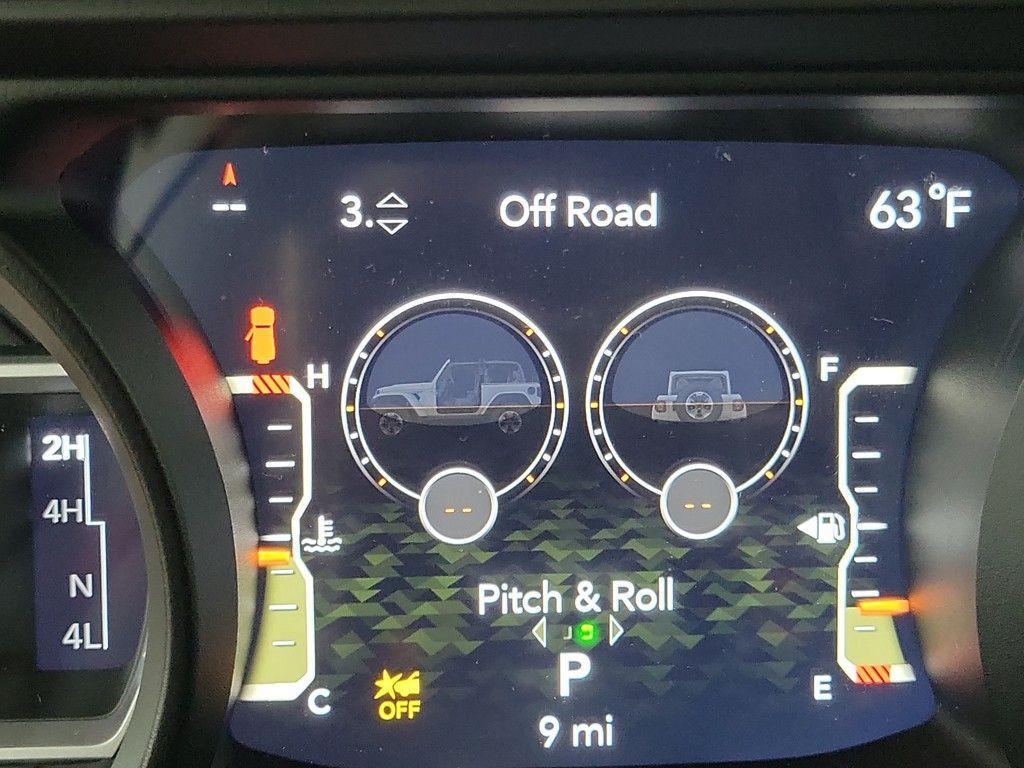 --
3.
Off Road
63°F
H
F
2H
4H
N
4L
--
--
Pitch & Roll
P
C
E
OFF
9 mi